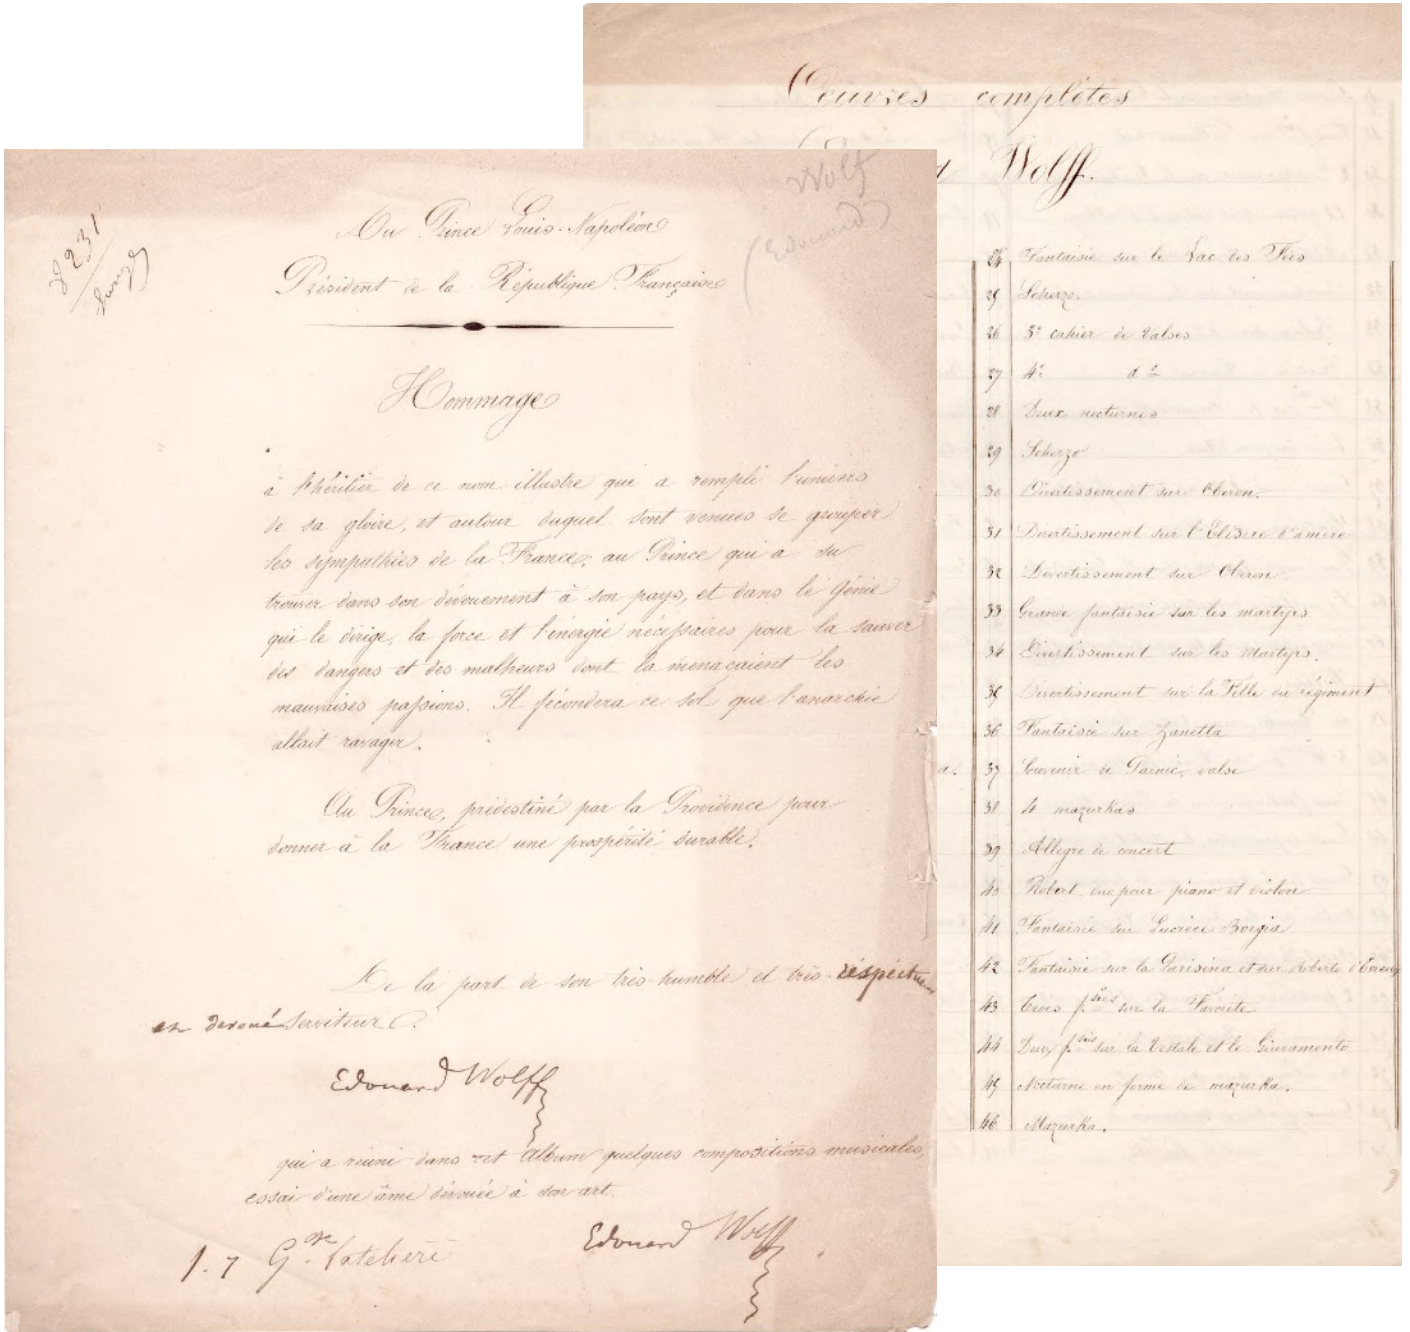 8231
Wolf
(Edouard)
Au Prince Louis-Napoléon
Président de la République Française
Hommage
à l'héritier de ce nom illustre qui a rempli l'univers
de sa gloire, et autour duquel sont venues se grouper
les sympathies de la France; au Prince qui a su
trouver dans son dévouement à son pays, et dans le Génie
qui le dirige, la force et l'énergie nécessaires pour la sauver
des dangers et des malheurs dont la menaçaient les
mauvaises passions. Il fécondera ce sol que l'anarchie
allait ravager.
Au Prince, prédestiné par la Providence pour
donner à la France une prospérité durable.
De la part de son très-humble et très-
dévoué Serviteur
Edouard Wolff
qui a réuni dans cet Album quelques compositions musicales,
essai d'une âme dévouée à son art.
Edouard Wolff
1.7
Oeuvres complètes
Wolff.
24 Fantaisie sur le Lac des Fées
25 Scherzo.
26 3e cahier de Valses
27 4e do
28 Deux nocturnes
29 Scherzo
30 Divertissement sur Oberon.
31 Divertissement sur l'Elisire d'amore
32 Divertissement sur Oberon
33 Grande fantaisie sur les martyrs
34 Divertissement sur les Martyrs.
35 Divertissement sur la Fille du régiment
36 Fantaisie sur Zanetta
a. 37 Souvenir de valse
38 4 mazurkas
39 Allegro de concert
40 Robert. duo pour piano et violon
41 Fantaisie sur Lucrèce Borgia
42 Fantaisie sur la Parisina et sur Roberto d'Evreux
43 Trois sur la Favorite
44 Deux sur la Vestale et le Giuramento
45 Nocturne en forme de mazurka.
46 Mazurka.